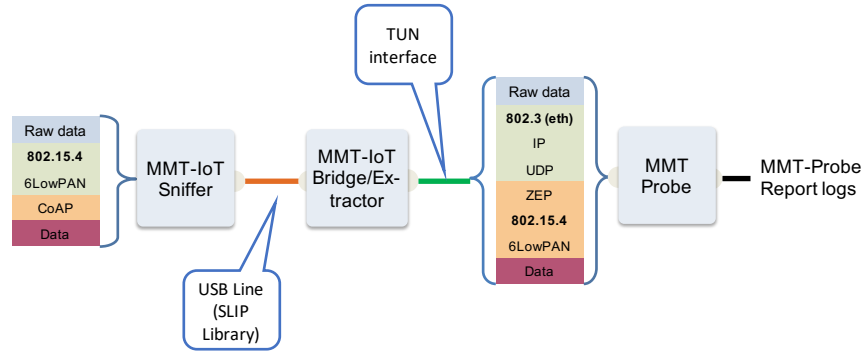 TUN
interface
Raw data
802.15.4
6LowPAN
CoAP
Data
MMT-IoT
Sniffer
MMT-IoT
Bridge/Ex-
tractor
Raw data
802.3 (eth)
IP
UDP
ZEP
802.15.4
6LowPAN
Data
MMT
Probe
MMT-Probe
Report logs
USB Line
(SLIP
Library)